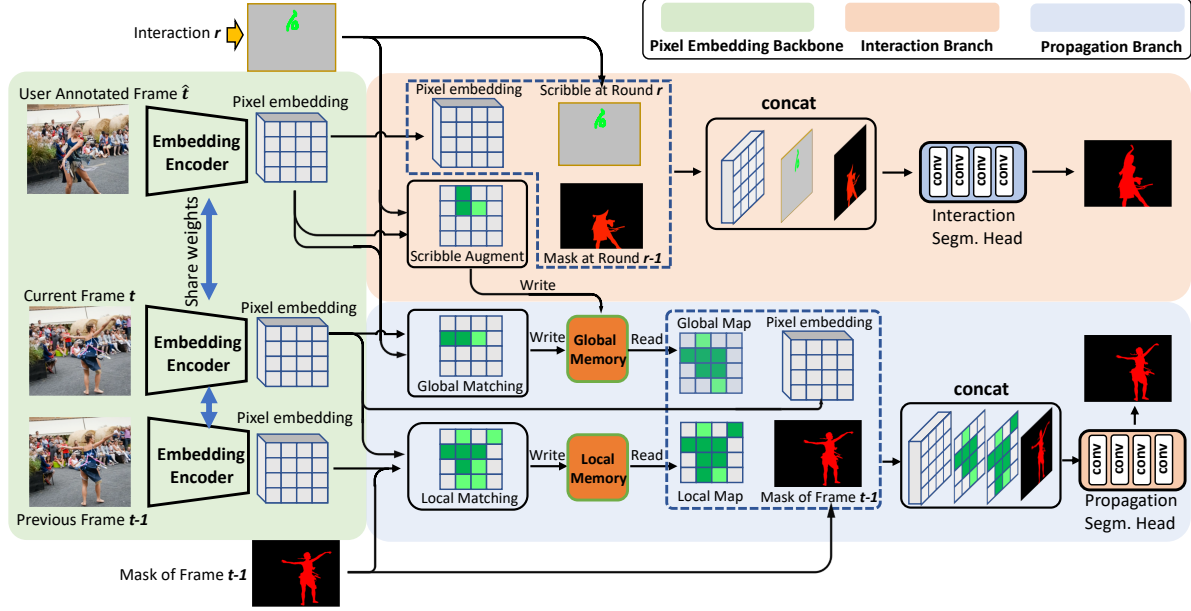 Interaction r
Pixel Embedding Backbone
Interaction Branch
Propagation Branch
User Annotated Frame t̂
Pixel embedding
Embedding
Encoder
Pixel embedding
Scribble at Round r
Mask at Round r-1
Scribble Augment
concat
conv
conv
conv
conv
Interaction
Segm. Head
Share weights
Write
Current Frame t
Pixel embedding
Embedding
Encoder
Global Matching
Write
Global
Memory
Read
Global Map
Pixel embedding
Previous Frame t-1
Pixel embedding
Embedding
Encoder
Local Matching
Write
Local
Memory
Read
Local Map
Mask of Frame t-1
concat
conv
conv
conv
conv
Propagation
Segm. Head
Mask of Frame t-1